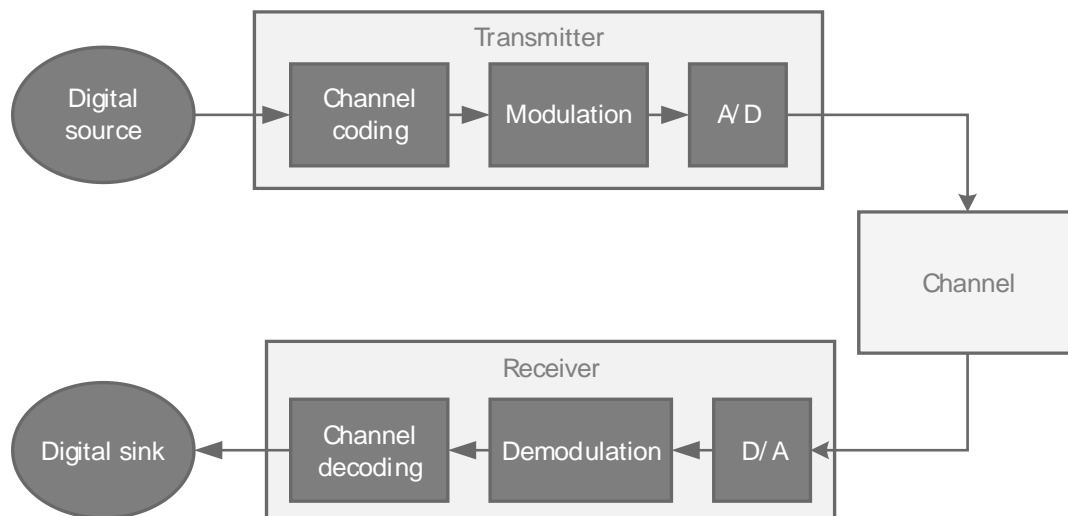 Transmitter
Digital
source
Channel
coding
Modulation
A/D
Channel
Receiver
Digital sink
Channel
decoding
Demodulation
D/A